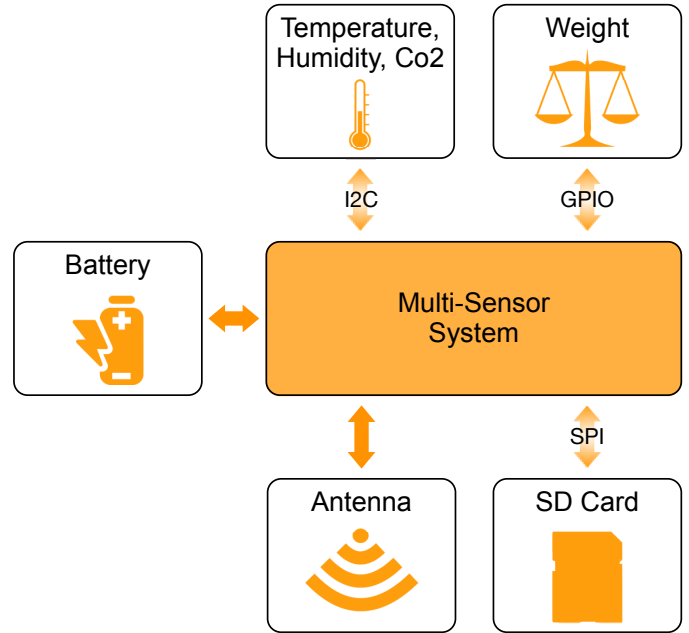 Temperature,
Humidity, Co2
Weight
I2C
GPIO
Battery
Multi-Sensor
System
SPI
Antenna
SD Card